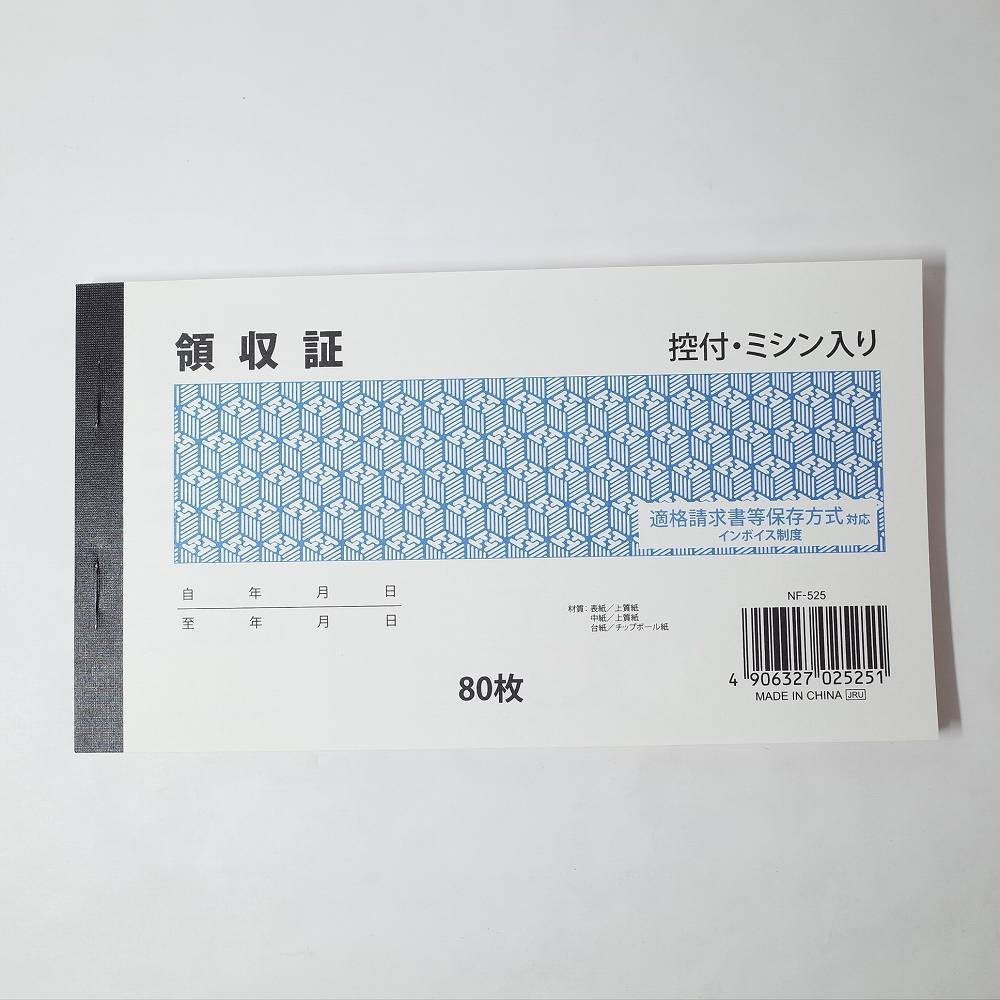 領収証
控付・ミシン入り
適格請求書等保存方式対応
インボイス制度
自 年 月 日
至 年 月 日
材質：表紙／上質紙
中紙／上質紙
台紙／チップボール紙
80枚
NF-525
4 906327 025251
MADE IN CHINA JRU